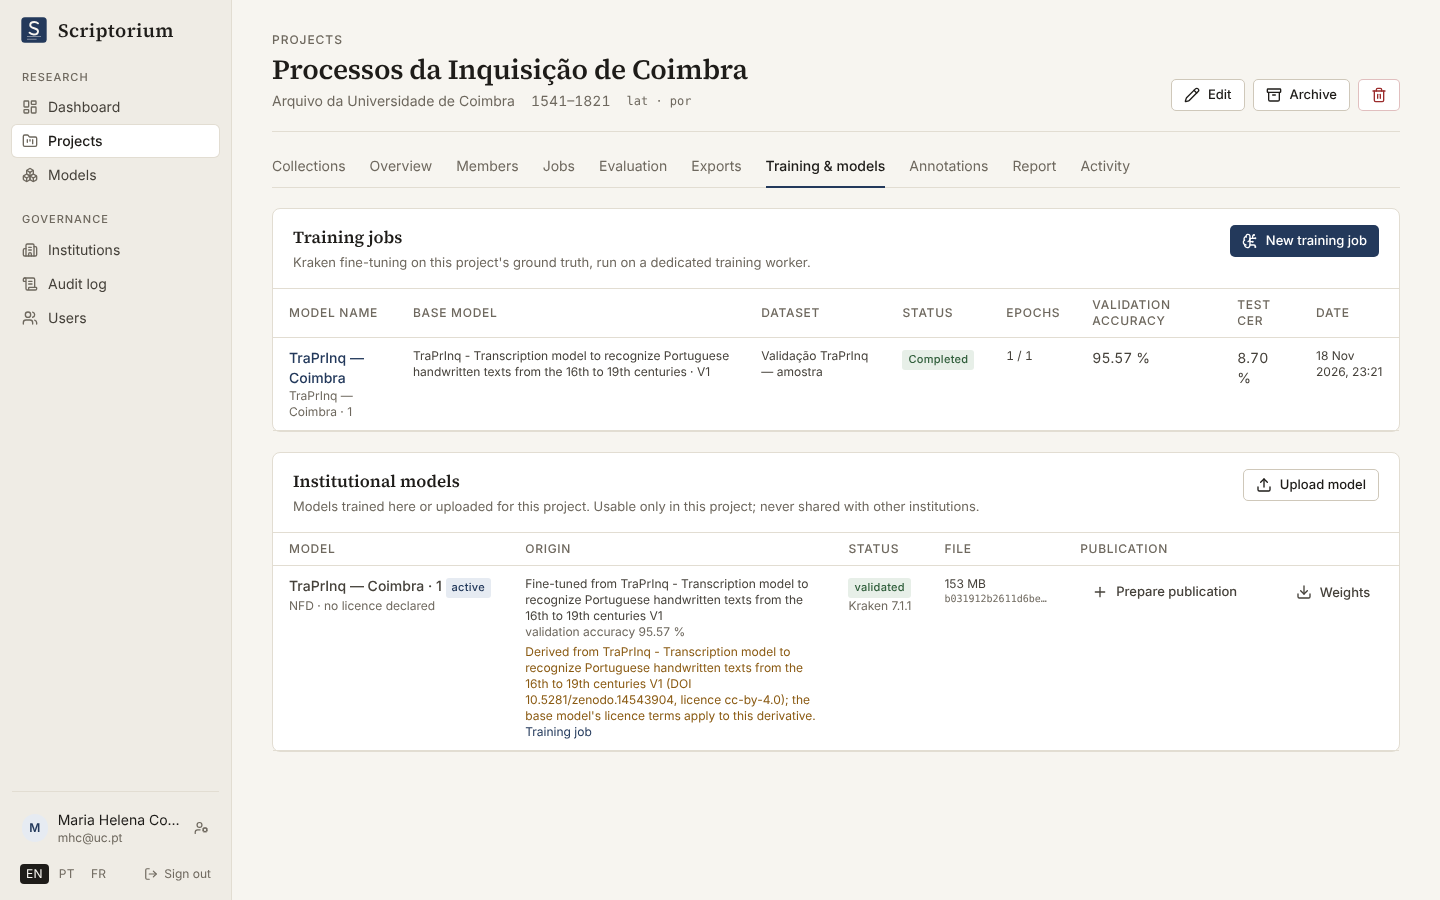 Scriptorium
RESEARCH
Dashboard
Projects
Models
GOVERNANCE
Institutions
Audit log
Users
M
Maria Helena Co...
mhc@uc.pt
EN PT FR Sign out
PROJECTS
Processos da Inquisição de Coimbra
Arquivo da Universidade de Coimbra 1541–1821 lat · por
Edit Archive
Collections Overview Members Jobs Evaluation Exports Training & models Annotations Report Activity
Training jobs
Kraken fine-tuning on this project's ground truth, run on a dedicated training worker.
New training job
MODEL NAME BASE MODEL DATASET STATUS EPOCHS VALIDATION ACCURACY TEST CER DATE
TraPrInq —
Coimbra
TraPrInq —
Coimbra · 1
TraPrInq - Transcription model to recognize Portuguese
handwritten texts from the 16th to 19th centuries · V1
Validação TraPrInq
— amostra
Completed
1 / 1
95.57 %
8.70
%
18 Nov
2026, 23:21
Institutional models
Models trained here or uploaded for this project. Usable only in this project; never shared with other institutions.
Upload model
MODEL ORIGIN STATUS FILE PUBLICATION
TraPrInq — Coimbra · 1 active
NFD · no licence declared
Fine-tuned from TraPrInq - Transcription model to
recognize Portuguese handwritten texts from the
16th to 19th centuries V1
validation accuracy 95.57 %
Derived from TraPrInq - Transcription model to
recognize Portuguese handwritten texts from the
16th to 19th centuries V1 (DOI
10.5281/zenodo.14543904, licence cc-by-4.0); the
base model's licence terms apply to this derivative.
Training job
validated
Kraken 7.1.1
153 MB
b031912b2611d6be…
Prepare publication
Weights